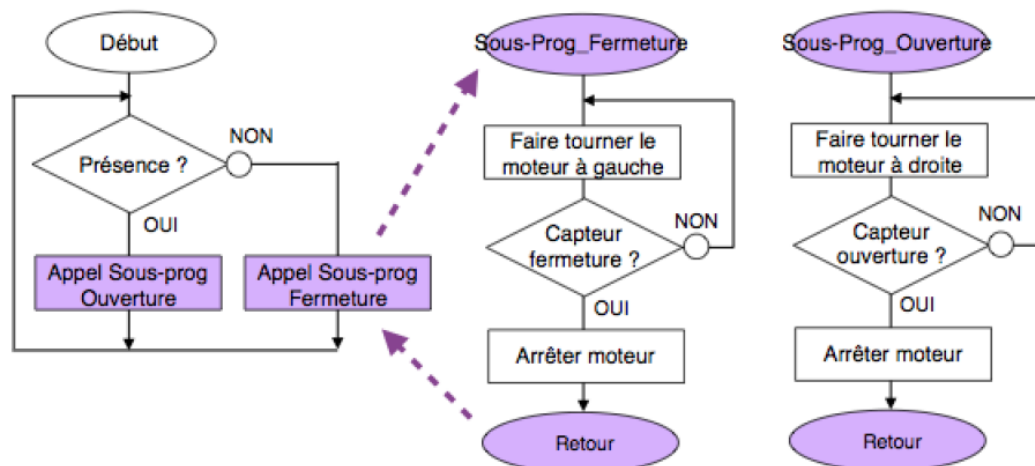 Début
Présence ?
NON
OUI
Appel Sous-prog
Ouverture
Appel Sous-prog
Fermeture
Sous-Prog_Fermeture
Faire tourner le
moteur à gauche
Capteur
fermeture ?
NON
OUI
Arrêter moteur
Retour
Sous-Prog_Ouverture
Faire tourner le
moteur à droite
Capteur
ouverture ?
NON
OUI
Arrêter moteur
Retour